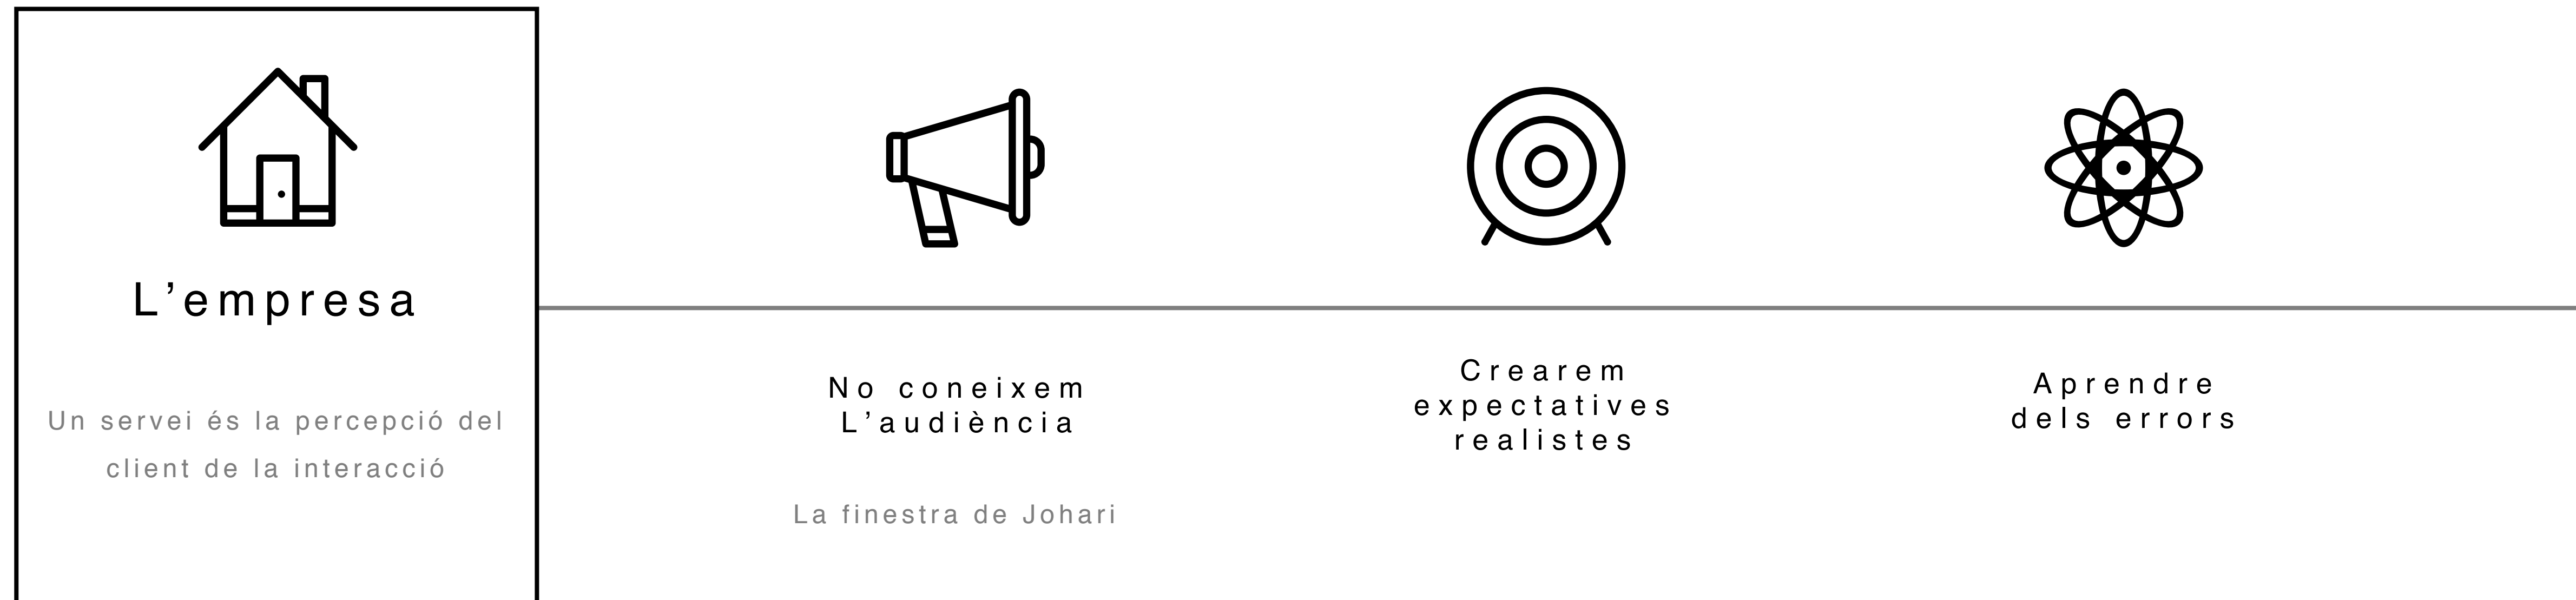 L’empresa
Un servei és la percepció del
client de la interacció
No coneixem
L’audiència
La finestra de Johari
Crearem
expectatives
realistes
Aprendre
dels errors